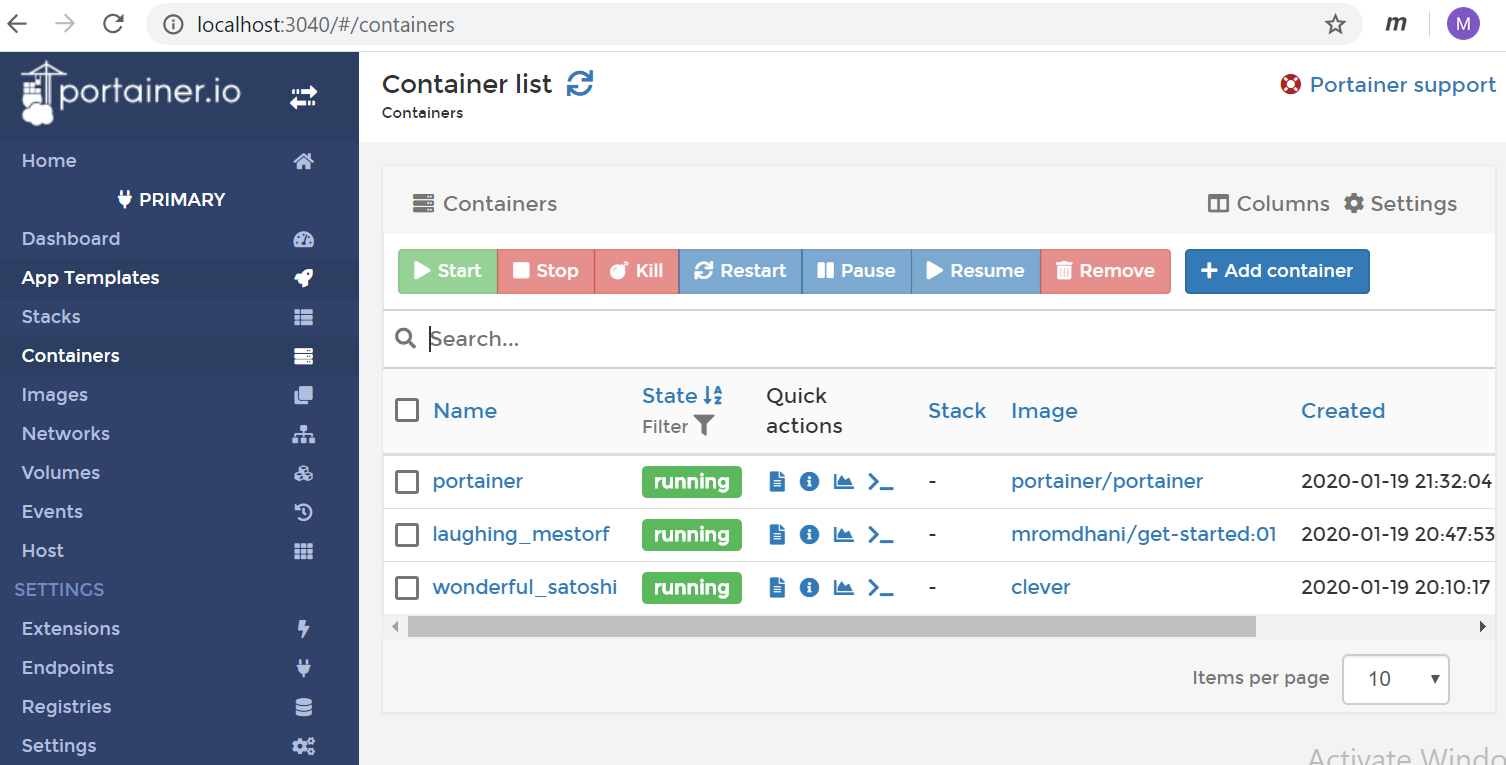 localhost:3040/#/containers
m
M
portainer.io
Home
PRIMARY
Dashboard
App Templates
Stacks
Containers
Images
Networks
Volumes
Events
Host
SETTINGS
Extensions
Endpoints
Registries
Settings
Container list
Portainer support
Containers
Containers
Columns Settings
Start Stop Kill Restart Pause Resume Remove Add container
Search...
Name State Filter Quick actions Stack Image Created
portainer running - portainer/portainer 2020-01-19 21:32:04
laughing_mestorf running - mromdhani/get-started:01 2020-01-19 20:47:53
wonderful_satoshi running - clever 2020-01-19 20:10:17
Items per page 10
Activate Windo